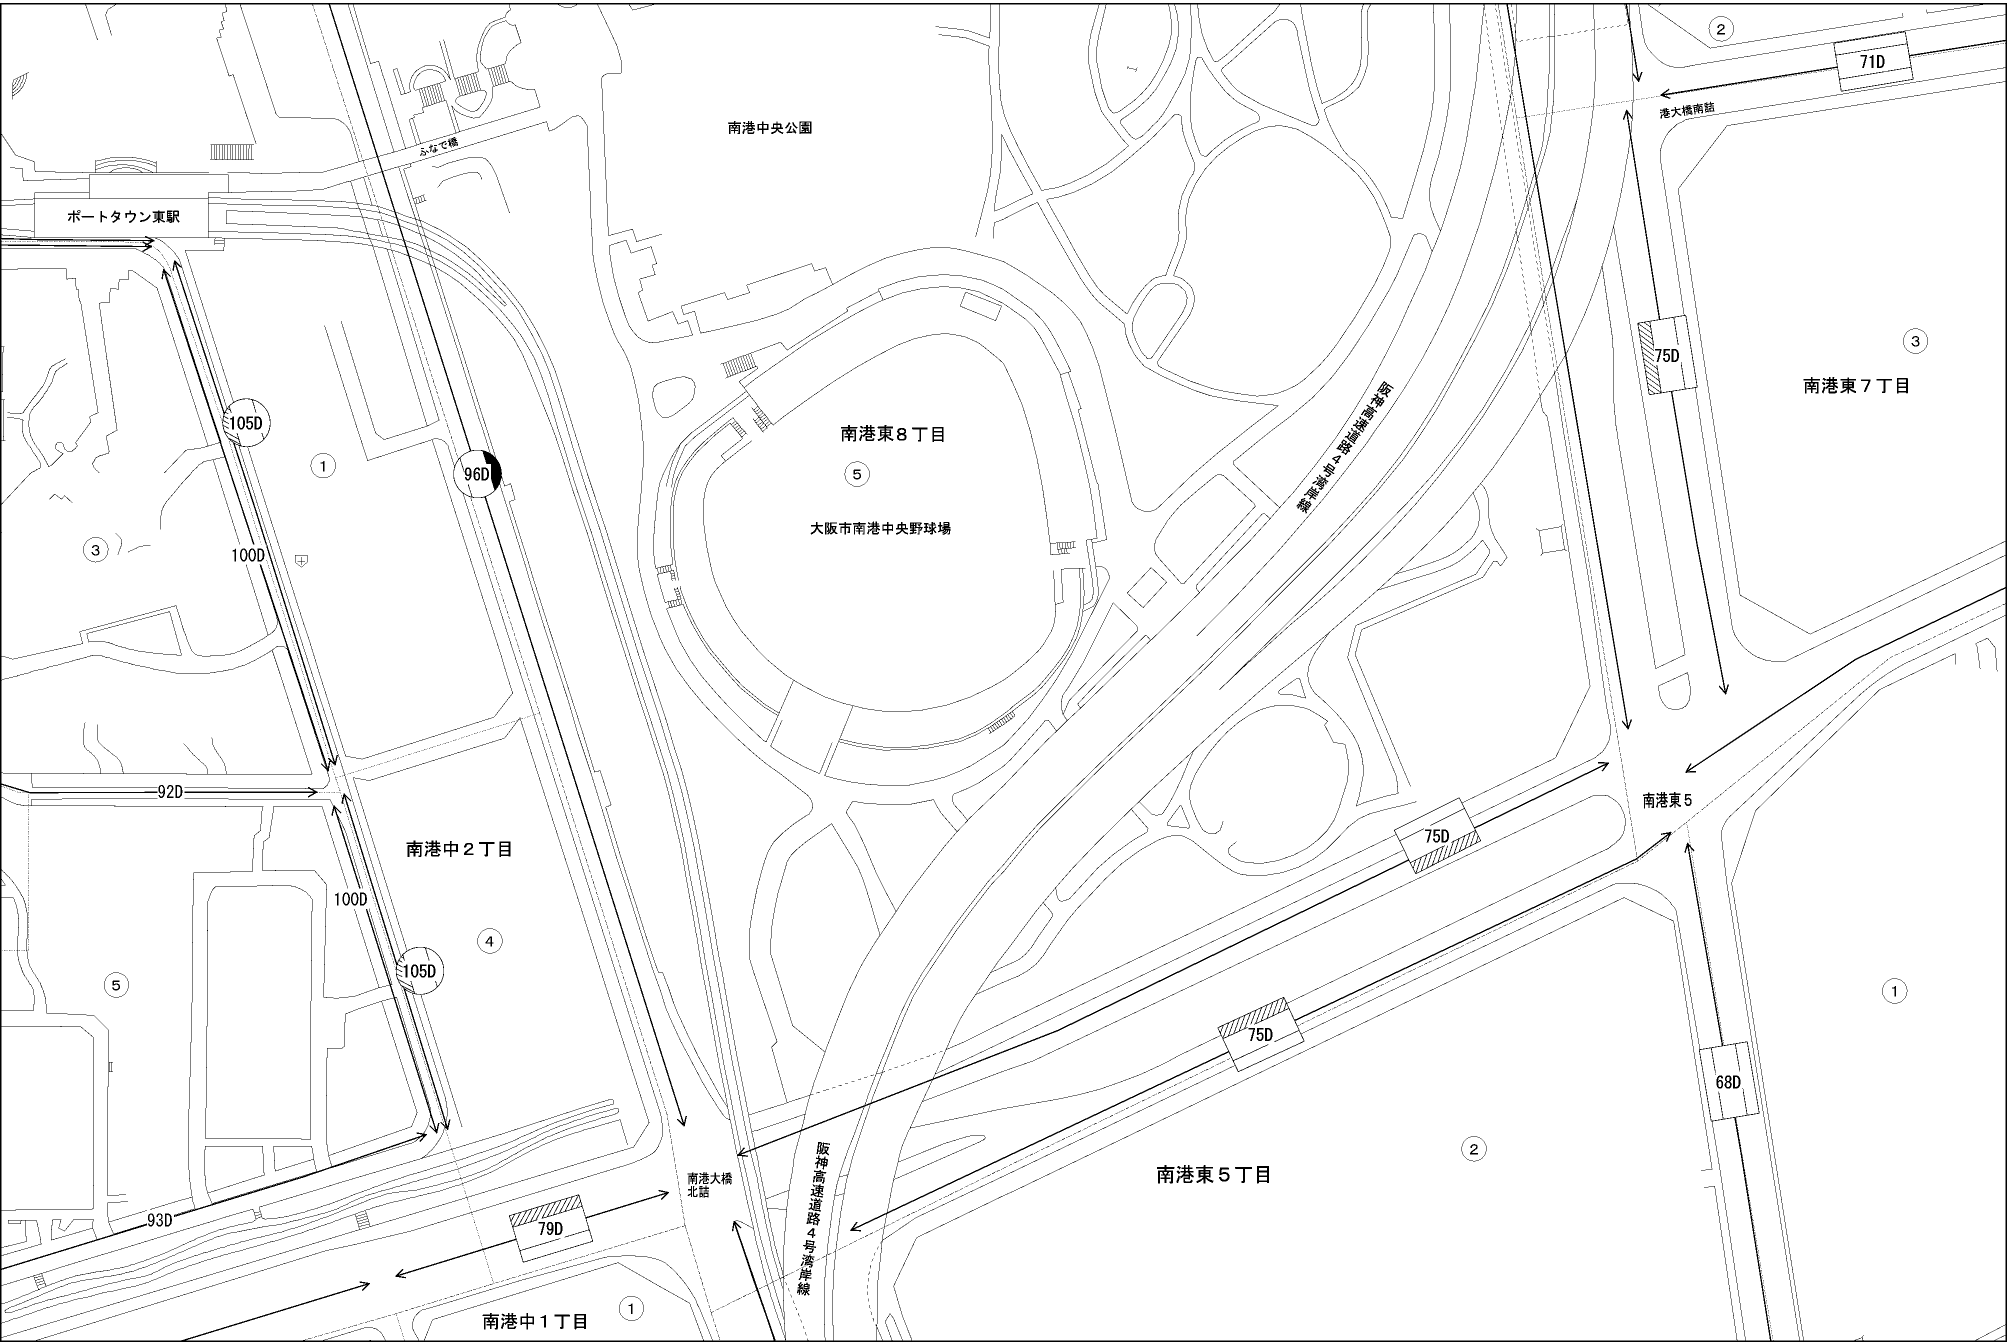 ②
71D
港大橋南詰
南港中央公園
ふなで橋
ポートタウン東駅
75D
③
南港東7丁目
105D
①
96D
南港東8丁目
⑤
大阪市南港中央野球場
阪神高速道路4号湾岸線
100D
③
92D
南港東5
75D
南港中2丁目
100D
④
105D
⑤
75D
①
68D
南港東5丁目
②
南港大橋
北詰
阪神高速道路4号湾岸線
93D
79D
南港中1丁目
①